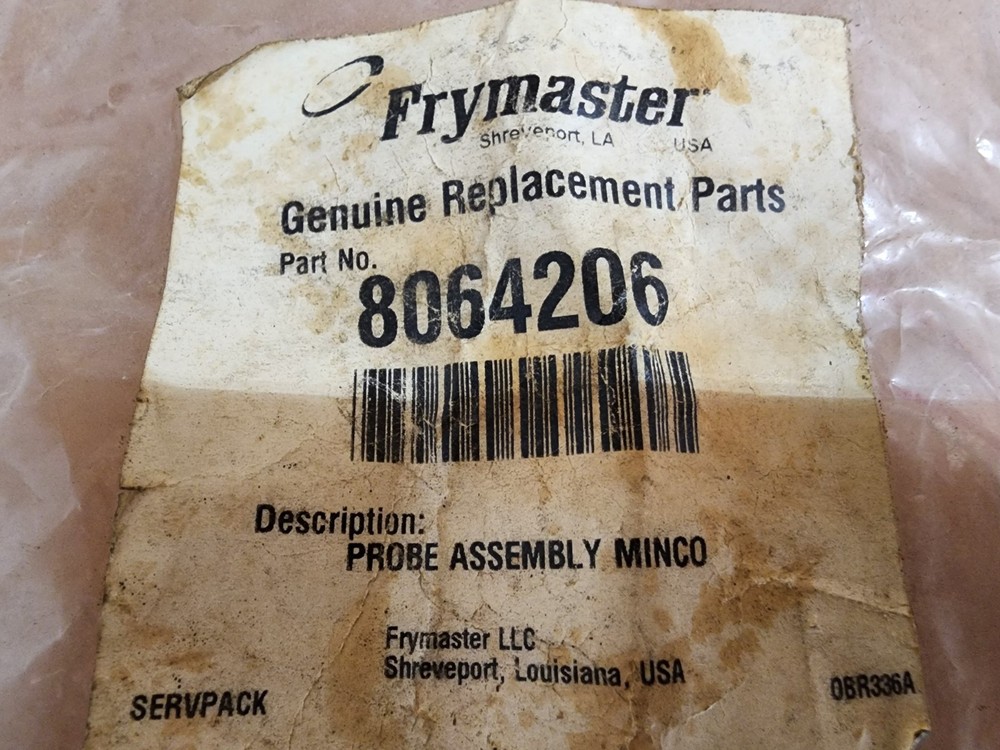 Frymaster
Shreveport, LA USA
Genuine Replacement Parts
Part No.
8064206
Description:
PROBE ASSEMBLY MINCO
Frymaster LLC
Shreveport, Louisiana, USA
SERVPACK
0BR336A